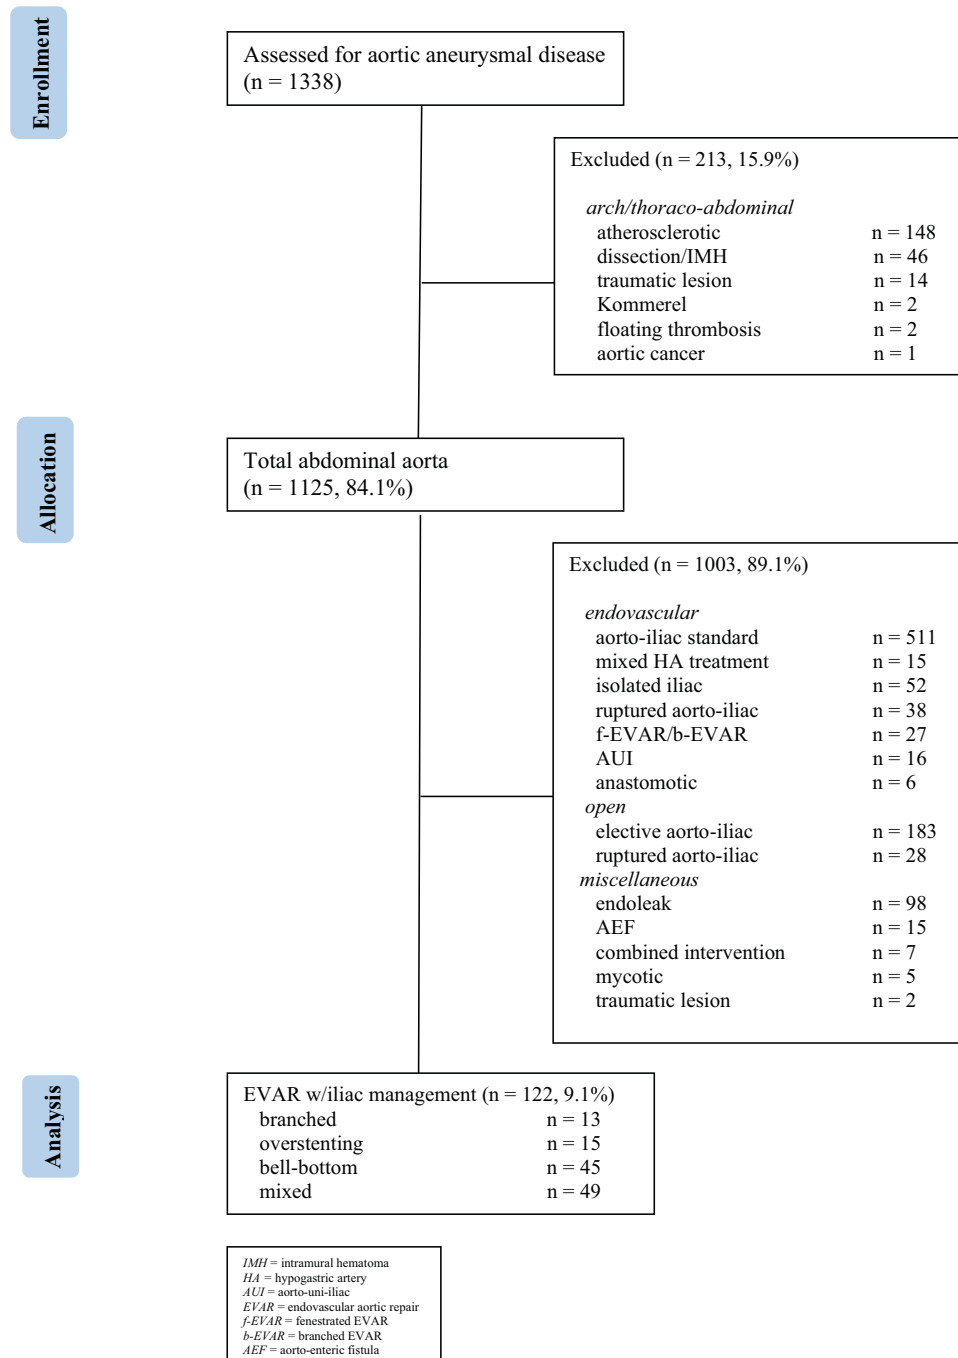 Enrollment
Assessed for aortic aneurysmal disease
(n = 1338)
Excluded (n = 213, 15.9%)
arch/thoraco-abdominal
atherosclerotic n = 148
dissection/IMH n = 46
traumatic lesion n = 14
Kommerel n = 2
floating thrombosis n = 2
aortic cancer n = 1
Allocation
Total abdominal aorta
(n = 1125, 84.1%)
Excluded (n = 1003, 89.1%)
endovascular
aorto-iliac standard n = 511
mixed HA treatment n = 15
isolated iliac n = 52
ruptured aorto-iliac n = 38
f-EVAR/b-EVAR n = 27
AUI n = 16
anastomotic n = 6
open
elective aorto-iliac n = 183
ruptured aorto-iliac n = 28
miscellaneous
endoleak n = 98
AEF n = 15
combined intervention n = 7
mycotic n = 5
traumatic lesion n = 2
Analysis
EVAR w/iliac management (n = 122, 9.1%)
branched n = 13
overstenting n = 15
bell-bottom n = 45
mixed n = 49
IMH = intramural hematoma
HA = hypogastric artery
AUI = aorto-uni-iliac
EVAR = endovascular aortic repair
f-EVAR = fenestrated EVAR
b-EVAR = branched EVAR
AEF = aorto-enteric fistula